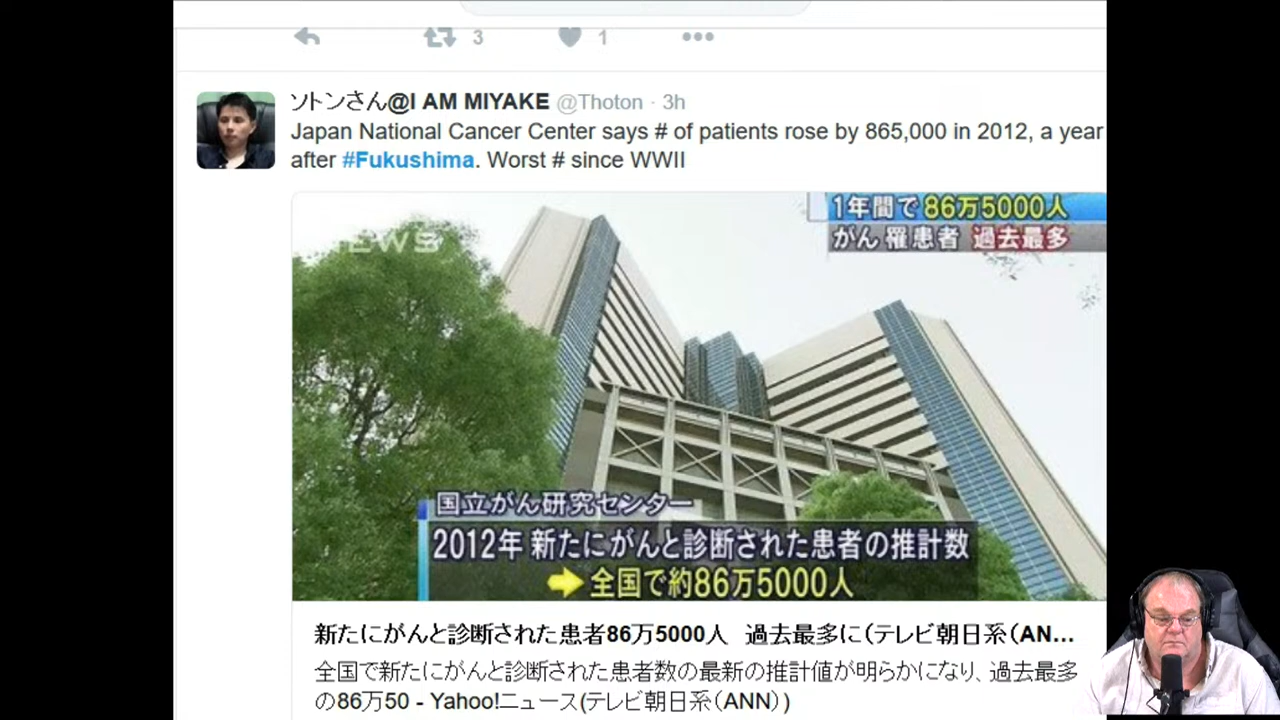 3 1
ソトンさん@I AM MIYAKE @Thoton · 3h
Japan National Cancer Center says # of patients rose by 865,000 in 2012, a year
after #Fukushima. Worst # since WWII
1年間で86万5000人
がん罹患者 過去最多
NEWS
国立がん研究センター
2012年 新たにがんと診断された患者の推計数
全国で約86万5000人
新たにがんと診断された患者86万5000人 過去最多に(テレビ朝日系(AN...
全国で新たにがんと診断された患者数の最新の推計値が明らかになり、過去最多
の86万50 - Yahoo!ニュース(テレビ朝日系(ANN))